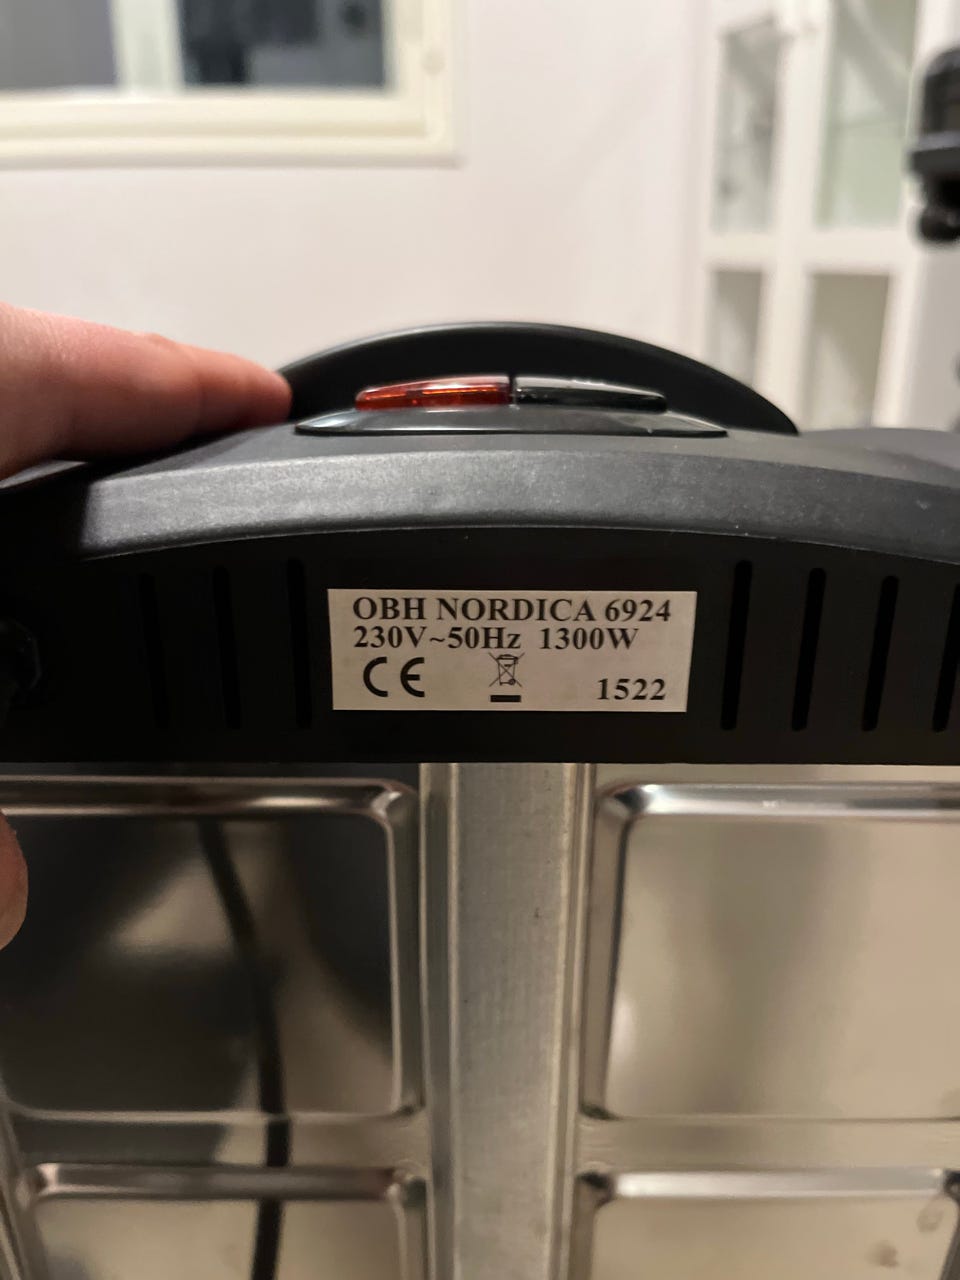 OBH NORDICA 6924
230V~50Hz 1300W
CE
1522